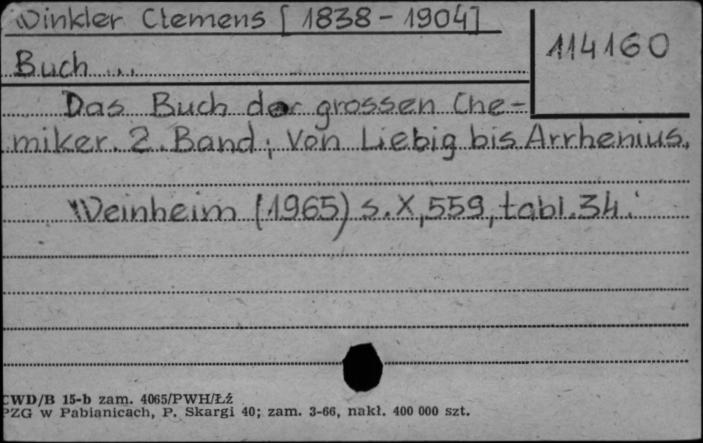 Winkler Clemens [1838-1904]
114160
Buch ...
Das Buch der grossen Che-
miker. 2. Band; Von Liebig bis Arrhenius.
Weinheim (1965) s. X, 559, tabl. 34.
CWD/B 15-b zam. 4065/PWH/Łź
PZG w Pabianicach, P. Skargi 40; zam. 3-66, nakł. 400 000 szt.